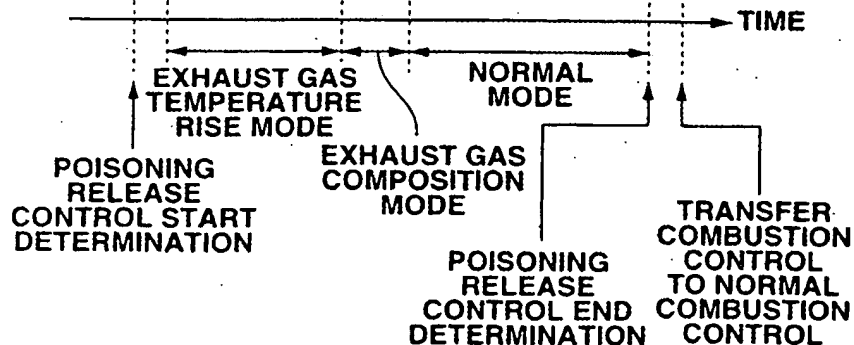 TIME
EXHAUST GAS
TEMPERATURE
RISE MODE
NORMAL
MODE
EXHAUST GAS
COMPOSITION
MODE
POISONING
RELEASE
CONTROL START
DETERMINATION
POISONING
RELEASE
CONTROL END
DETERMINATION
TRANSFER
COMBUSTION
CONTROL
TO NORMAL
COMBUSTION
CONTROL